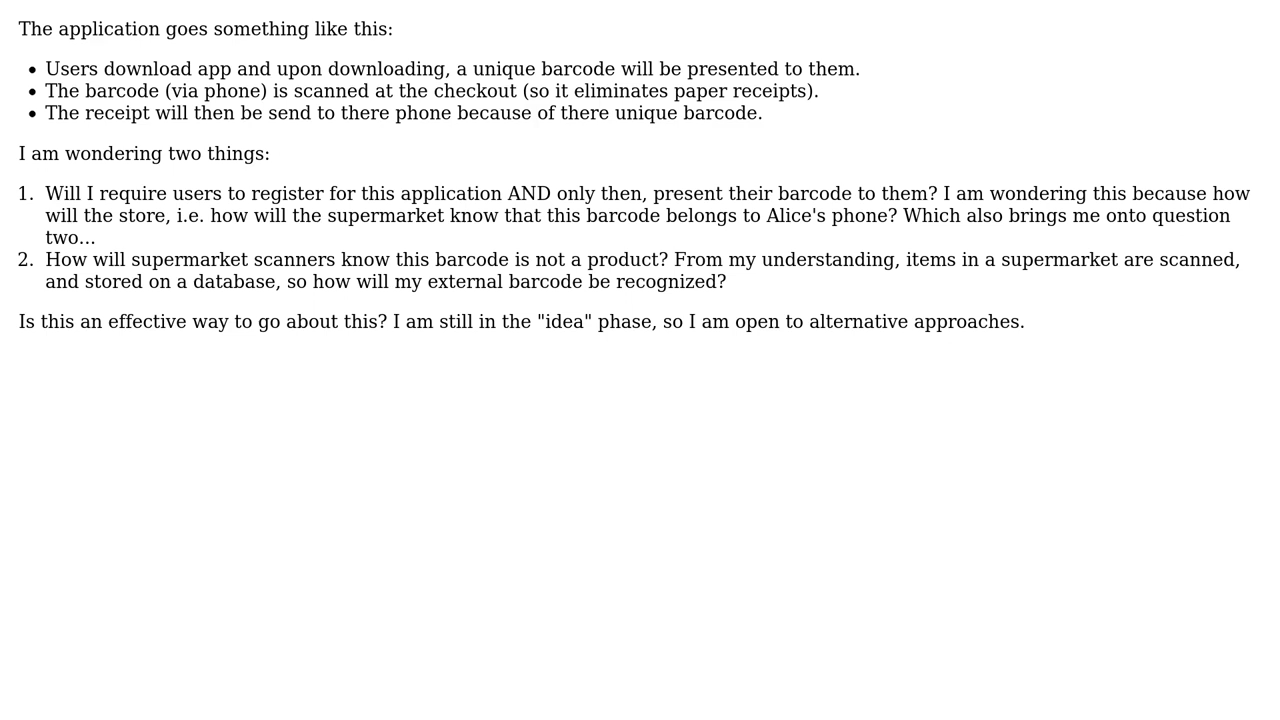 The application goes something like this:
• Users download app and upon downloading, a unique barcode will be presented to them.
• The barcode (via phone) is scanned at the checkout (so it eliminates paper receipts).
• The receipt will then be send to there phone because of there unique barcode.
I am wondering two things:
1. Will I require users to register for this application AND only then, present their barcode to them? I am wondering this because how
will the store, i.e. how will the supermarket know that this barcode belongs to Alice's phone? Which also brings me onto question
two...
2. How will supermarket scanners know this barcode is not a product? From my understanding, items in a supermarket are scanned,
and stored on a database, so how will my external barcode be recognized?
Is this an effective way to go about this? I am still in the "idea" phase, so I am open to alternative approaches.